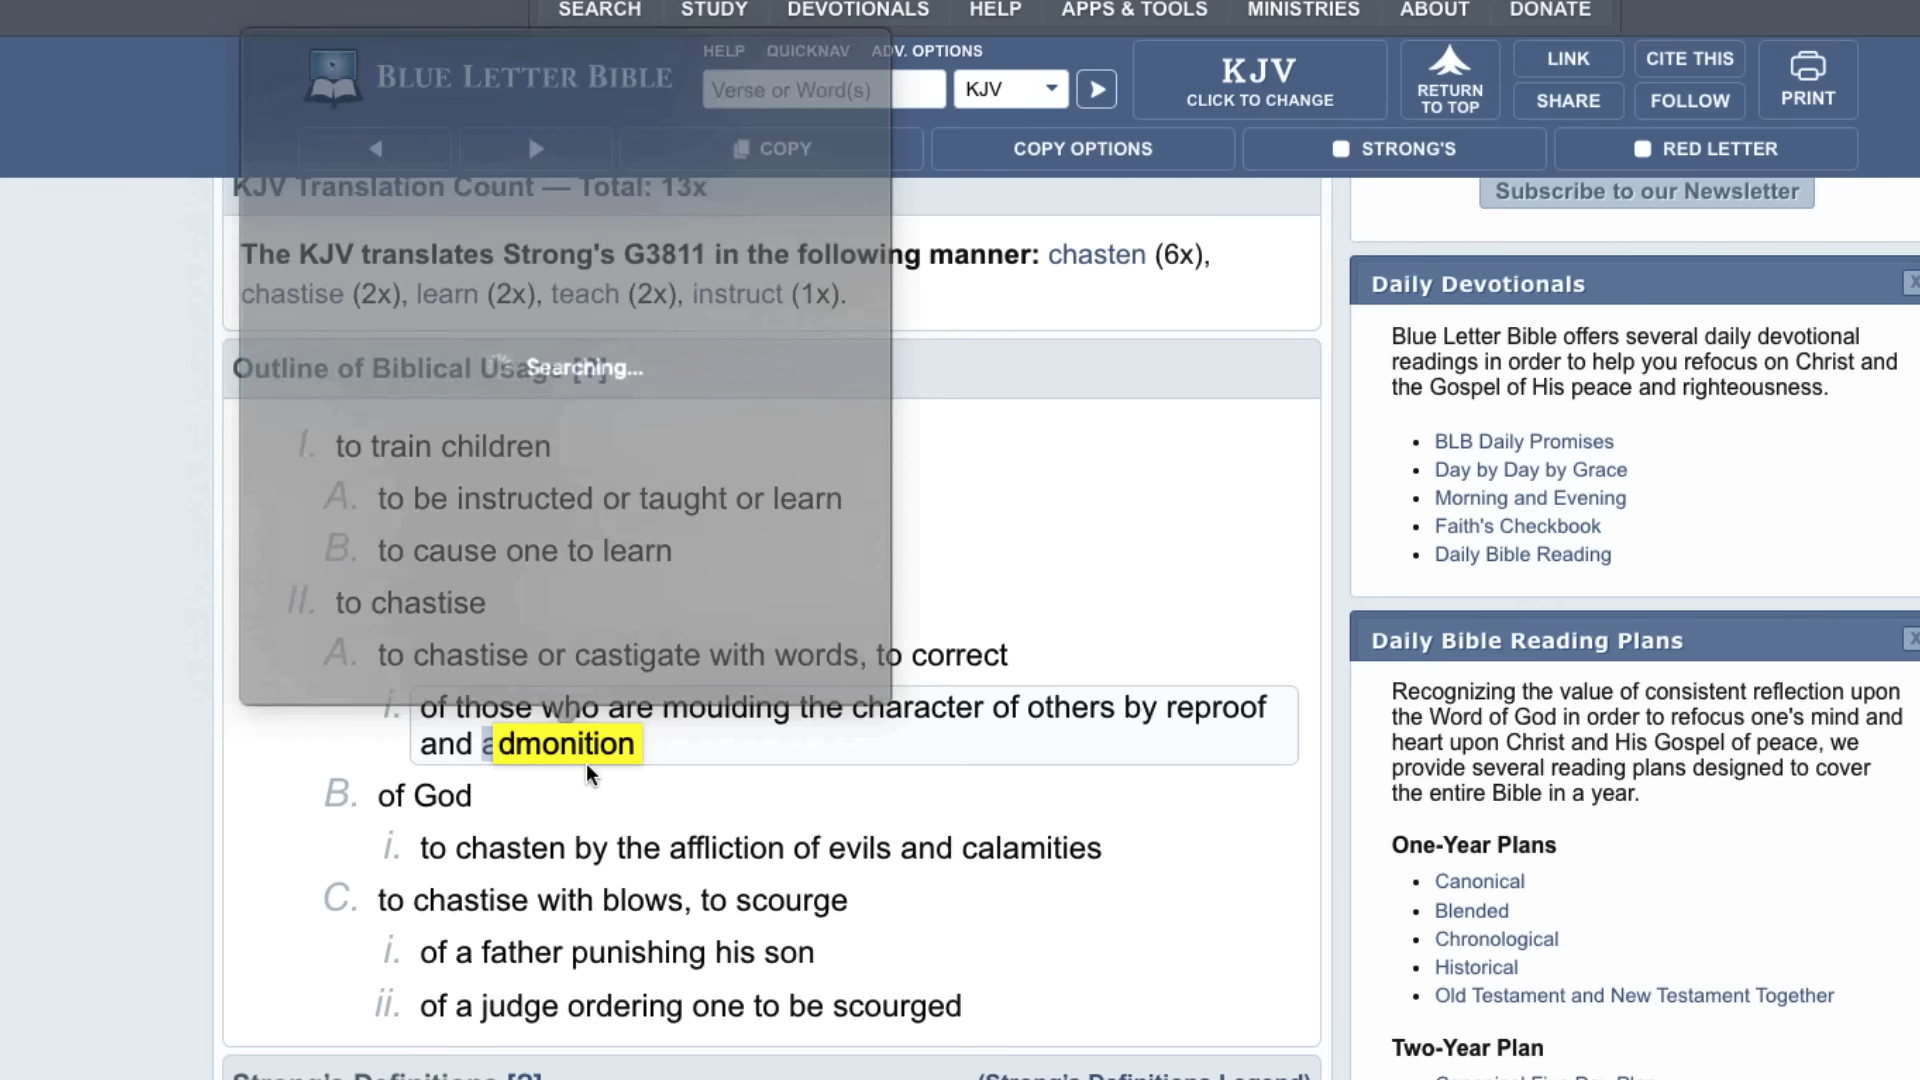 SEARCH STUDY DEVOTIONALS HELP APPS & TOOLS MINISTRIES ABOUT DONATE
HELP QUICKNAV ADV. OPTIONS
BLUE LETTER BIBLE
Verse or Word(s)
KJV
KJV
CLICK TO CHANGE
RETURN
TO TOP
LINK
CITE THIS
SHARE
FOLLOW
PRINT
COPY
COPY OPTIONS
STRONG'S
RED LETTER
KJV Translation Count — Total: 13x
The KJV translates Strong's G3811 in the following manner: chasten (6x),
chastise (2x), learn (2x), teach (2x), instruct (1x).
Outline of Biblical Usage [?]
Searching...
I. to train children
A. to be instructed or taught or learn
B. to cause one to learn
II. to chastise
A. to chastise or castigate with words, to correct
i. of those who are moulding the character of others by reproof
and admonition
B. of God
i. to chasten by the affliction of evils and calamities
C. to chastise with blows, to scourge
i. of a father punishing his son
ii. of a judge ordering one to be scourged
Strong's Definitions [?] (Strong's Definitions Legend)
Subscribe to our Newsletter
Daily Devotionals
X
Blue Letter Bible offers several daily devotional
readings in order to help you refocus on Christ and
the Gospel of His peace and righteousness.
• BLB Daily Promises
• Day by Day by Grace
• Morning and Evening
• Faith's Checkbook
• Daily Bible Reading
Daily Bible Reading Plans
X
Recognizing the value of consistent reflection upon
the Word of God in order to refocus one's mind and
heart upon Christ and His Gospel of peace, we
provide several reading plans designed to cover
the entire Bible in a year.
One-Year Plans
• Canonical
• Blended
• Chronological
• Historical
• Old Testament and New Testament Together
Two-Year Plan